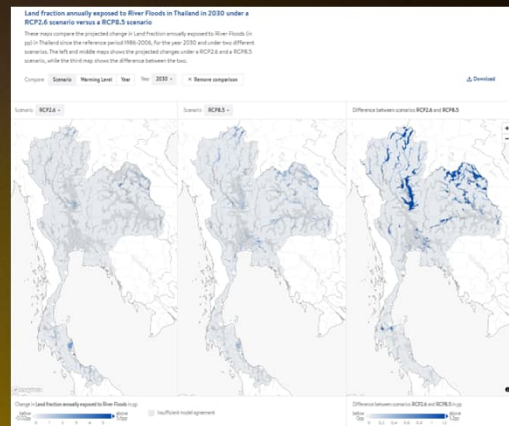 Land fraction annually exposed to River Floods in Thailand in 2030 under a
RCP2.6 scenario versus a RCP8.5 scenario
These maps compare the projected change in Land fraction annually exposed to River Floods (in
pp) in Thailand since the reference period 1986-2006, for the year 2030 and under two different
scenarios. The left and middle maps shows the projected changes under a RCP2.6 and a RCP8.5
scenario, while the third map shows the difference between the two.
Compare Scenario Warming Level Year Year 2030 × Remove comparison Download
Scenario RCP2.6 Scenario RCP8.5 Difference between scenarios RCP2.6 and RCP8.5
+
−
Change in Land fraction annually exposed to River Floods in pp Difference between scenarios RCP2.6 and RCP8.5 in pp
below above Insufficient model agreement below above